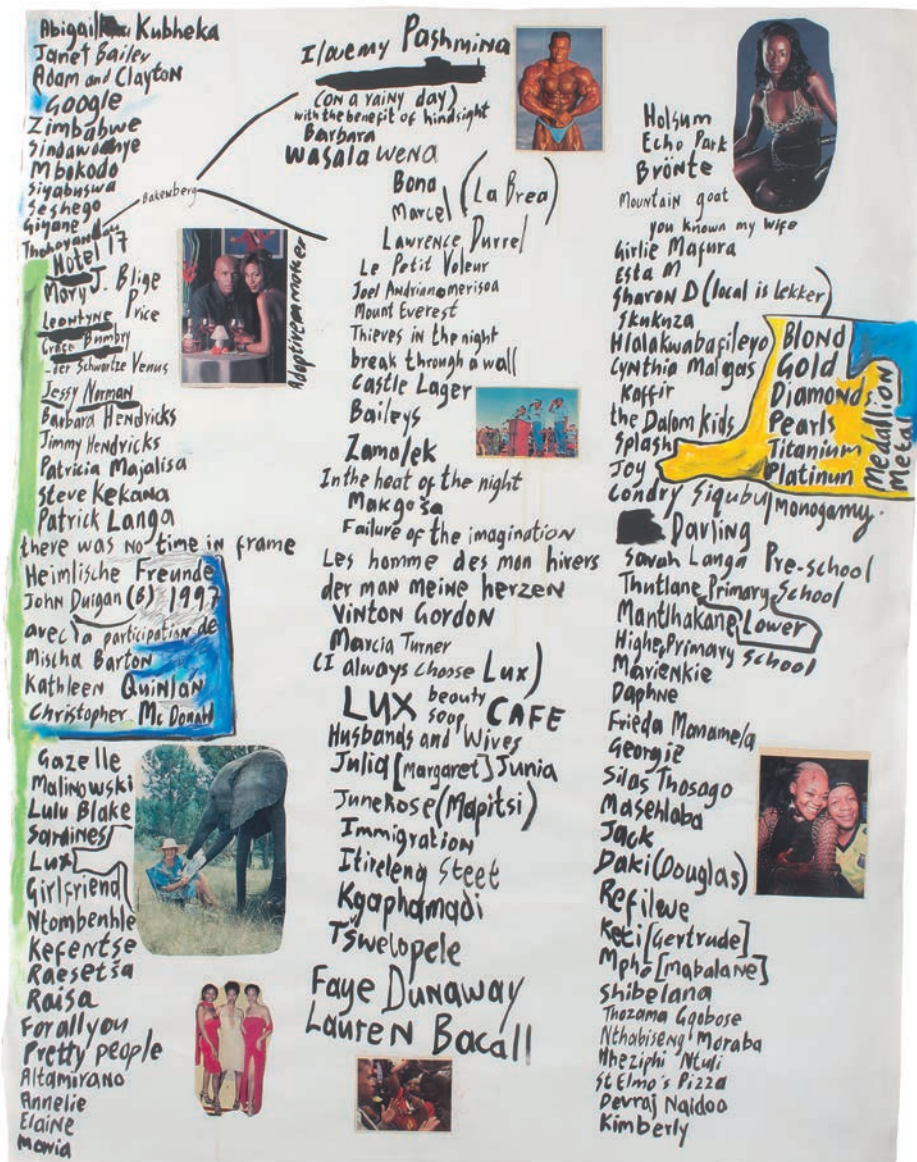 Abigail Kubheka
Janet Bailey
Adam and Clayton
Google
Zimbabwe
Sindawonye
Mbokodo
Siyabuswa
Seshego
Giyane
Thohoyandou
Bakenberg
Hotel 17
Mary J. Blige
Leontyne Price
Grace Bumbry
Der Schwartze Venus
Jessy Norman
Barbara Hendricks
Jimmy Hendricks
Patricia Majalisa
Steve Kekana
Patrick Langa
there was no time in frame
Heimlische Freunde
John Duigan (B) 1997
avec la participation de
Mischa Barton
Kathleen Quinlan
Christopher McDonald
Gazelle
Malinowski
Lulu Blake
Sardines
Lux
Girlfriend
Ntombenhle
Kefentse
Raesetša
Raisa
For all you
Pretty people
Altamirano
Annelie
Elaine
I love my Pashmina
(on a rainy day)
with the benefit of hindsight
Barbara
wasala wena
Adoptive mother
Bona
Marcel (La Brea)
Lawrence Durrel
Le Petit Voleur
Joel Andrianomerisoa
Mount Everest
Thieves in the night
break through a wall
Castle Lager
Baileys
Zamalek
In the heat of the night
Makgoša
Failure of the imagination
Les homme des mon hivers
der man meine herzen
Vinton Gordon
Marcia Turner
(I always choose Lux)
LUX beauty soap CAFE
Husbands and Wives
Julia [Margaret] Junia
June Rose (Mapitsi)
Immigration
Itireleng Steet
Kgaphamadi
Tswelopele
Faye Dunaway
Lauren Bacall
Holsum
Echo Park
Brönte
Mountain goat
you known my wife
Girlie Mafura
Esta M
Sharon D (local is lekker)
Skukuza
Hlalakwabafileyo
Cynthia Malgas
Kaffir
the Dalom Kids
Splash
Joy
Blond
Gold
Diamonds
Pearls
Titanium
Platinun
Medallion
Metal
Condry Siqubu Monogamy.
Darling
Sarah Langa Pre-school
Thutlane Primary School
Mantlhakane Lower
Higher Primary School
Marienkie
Daphne
Frieda Mamamela
Georgie
Silas Thosago
Masehlaba
Jack
Daki (Douglas)
Refilwe
Keti [Gertrude]
Mpho [Mabalane]
Shibelana
Thozama Gqobose
Nthabiseng Moraba
Nheziphi Ntuli
St Elmo's Pizza
Devraj Naidoo
Kimberly